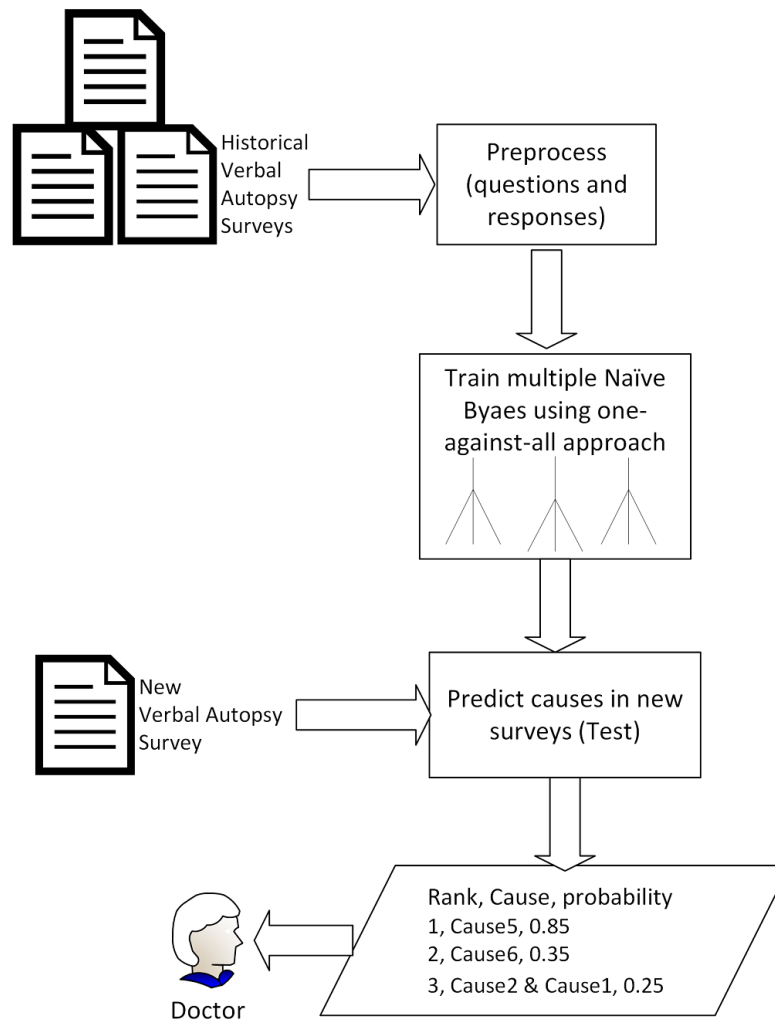 Historical
Verbal
Autopsy
Surveys
Preprocess
(questions and
responses)
Train multiple Naïve
Byaes using one-
against-all approach
New
Verbal Autopsy
Survey
Predict causes in new
surveys (Test)
Rank, Cause, probability
1, Cause5, 0.85
2, Cause6, 0.35
3, Cause2 & Cause1, 0.25
Doctor